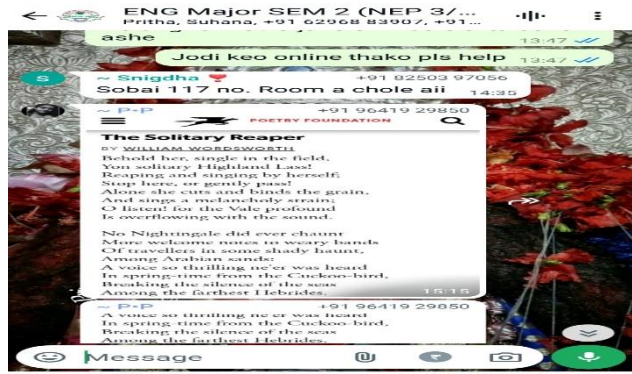 ENG Major SEM 2 (NEP 3/...
Pritha, Suhana, +91 62968 83907, +91...
ashe
13:47
Jodi keo online thako pls help 13:47
S
~ Snigdha +91 82503 97056
Sobai 117 no. Room a chole aii 14:35
~ P*P +91 96419 29850
POETRY FOUNDATION
The Solitary Reaper
BY WILLIAM WORDSWORTH
Behold her, single in the field,
Yon solitary Highland Lass!
Reaping and singing by herself;
Stop here, or gently pass!
Alone she cuts and binds the grain,
And sings a melancholy strain;
O listen! for the Vale profound
Is overflowing with the sound.
No Nightingale did ever chaunt
More welcome notes to weary bands
Of travellers in some shady haunt,
Among Arabian sands:
A voice so thrilling ne'er was heard
In spring-time from the Cuckoo-bird,
Breaking the silence of the seas
Among the farthest Hebrides.
15:15
~ P*P +91 96419 29850
A voice so thrilling ne'er was heard
In spring-time from the Cuckoo-bird,
Breaking the silence of the seas
Among the farthest Hebrides.
Message